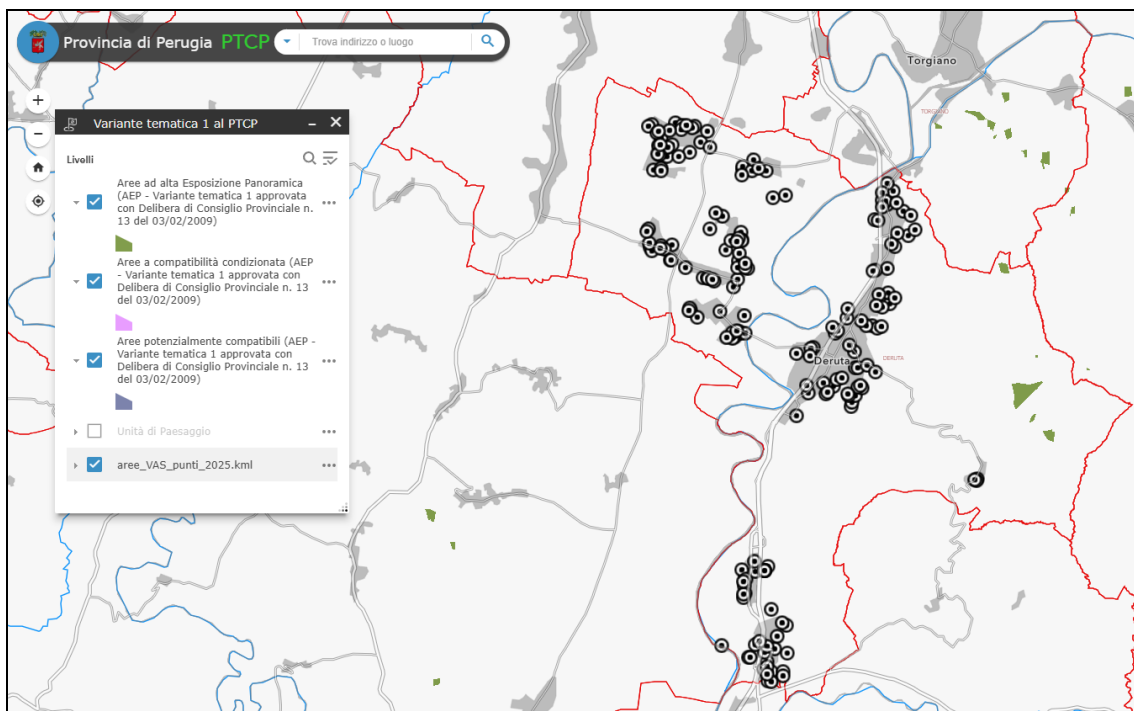 Provincia di Perugia PTCP
Trova indirizzo o luogo
Variante tematica 1 al PTCP
Livelli
Aree ad alta Esposizione Panoramica
(AEP - Variante tematica 1 approvata
con Delibera di Consiglio Provinciale n.
13 del 03/02/2009)
Aree a compatibilità condizionata (AEP
- Variante tematica 1 approvata con
Delibera di Consiglio Provinciale n. 13
del 03/02/2009)
Aree potenzialmente compatibili (AEP -
Variante tematica 1 approvata con
Delibera di Consiglio Provinciale n. 13
del 03/02/2009)
Unità di Paesaggio
aree_VAS_punti_2025.kml
Torgiano
TORGIANO
Deruta
DERUTA